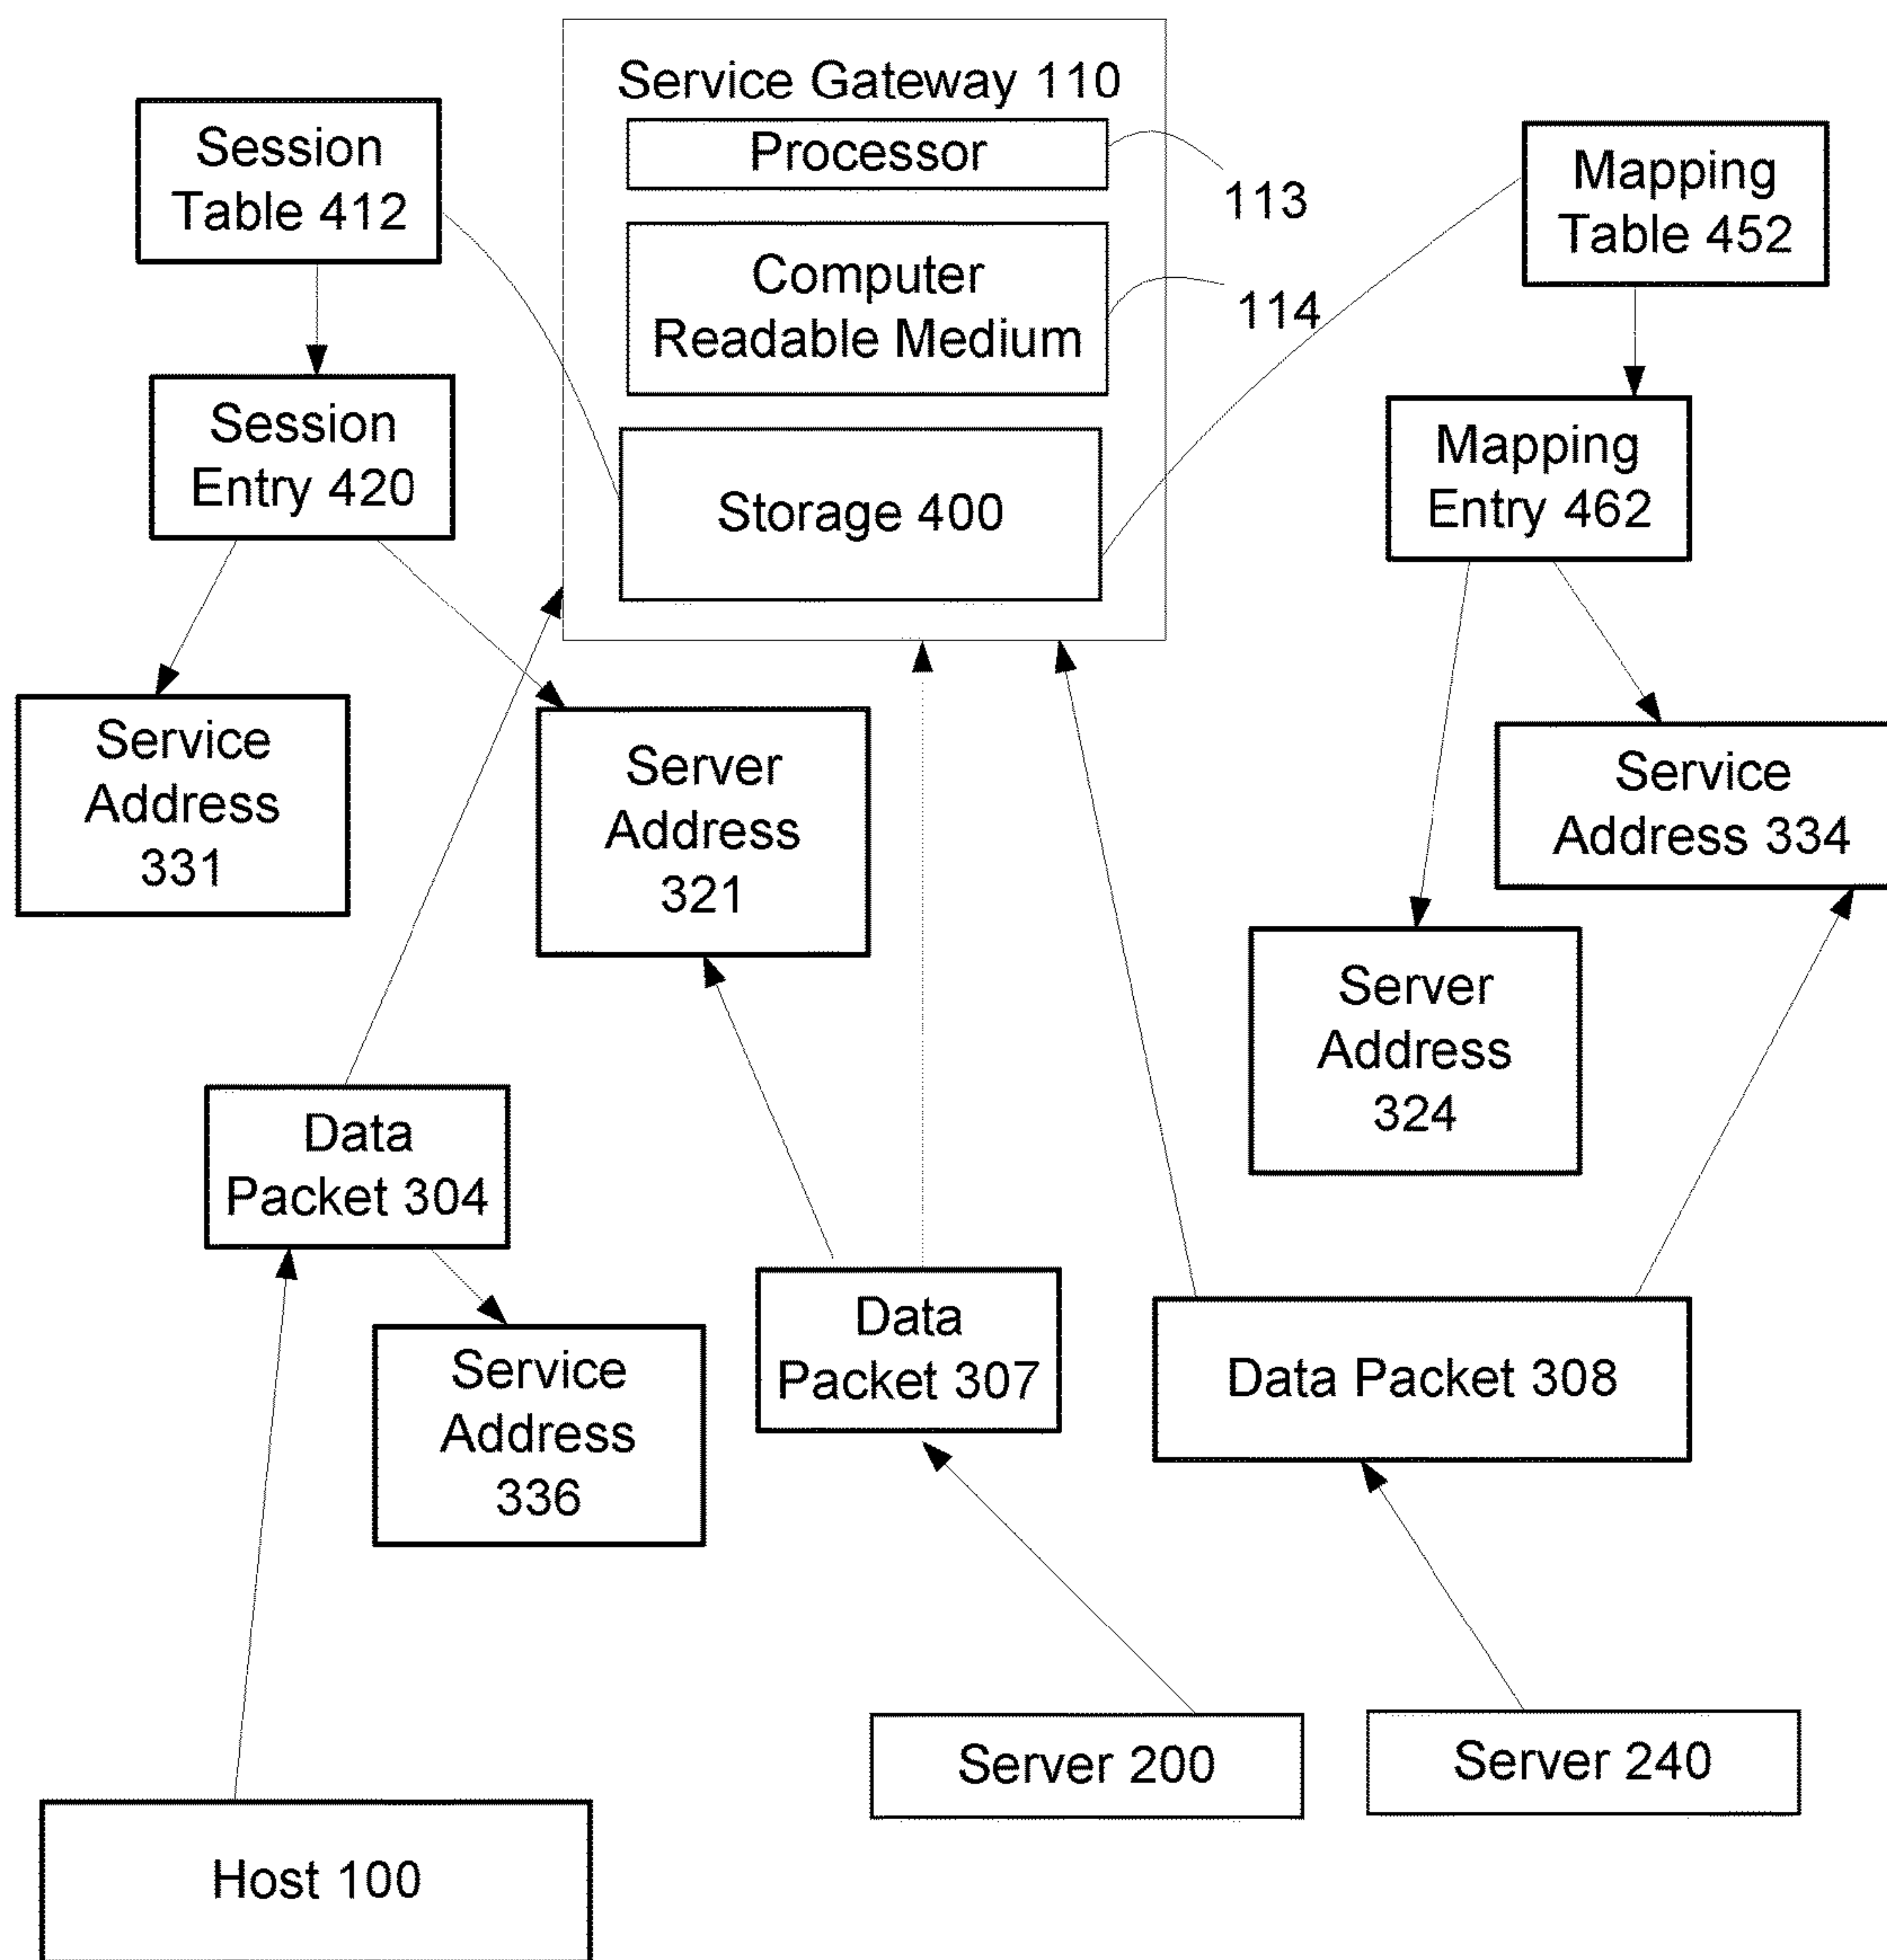 Service Gateway 110
Processor
113
Computer
Readable Medium
114
Storage 400
Session
Table 412
Mapping
Table 452
Session
Entry 420
Mapping
Entry 462
Service
Address
331
Server
Address
321
Service
Address 334
Server
Address
324
Data
Packet 304
Service
Address
336
Data
Packet 307
Data Packet 308
Server 200
Server 240
Host 100